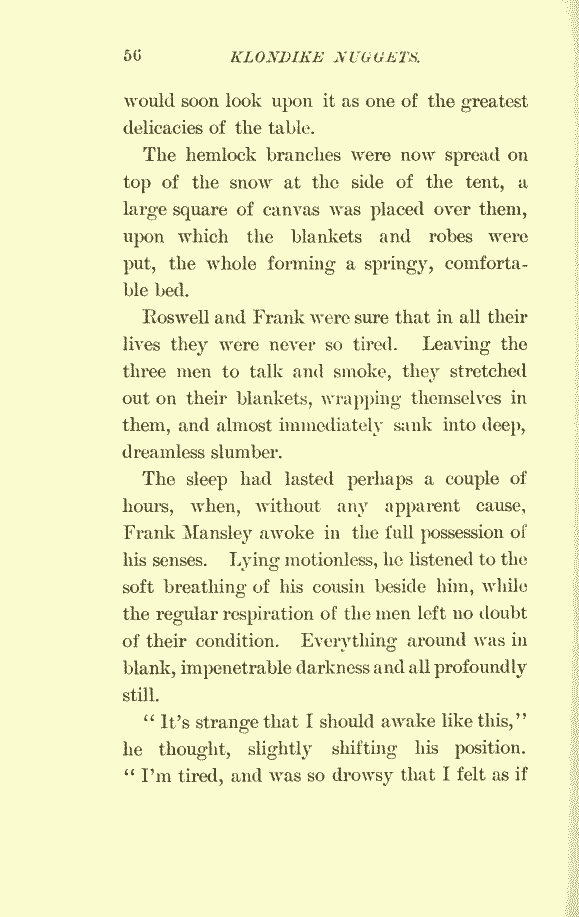 56 KLONDIKE NUGGETS.
would soon look upon it as one of the greatest
delicacies of the table.
The hemlock branches were now spread on
top of the snow at the side of the tent, a
large square of canvas was placed over them,
upon which the blankets and robes were
put, the whole forming a springy, comforta-
ble bed.
Roswell and Frank were sure that in all their
lives they were never so tired. Leaving the
three men to talk and smoke, they stretched
out on their blankets, wrapping themselves in
them, and almost immediately sank into deep,
dreamless slumber.
The sleep had lasted perhaps a couple of
hours, when, without any apparent cause,
Frank Mansley awoke in the full possession of
his senses. Lying motionless, he listened to the
soft breathing of his cousin beside him, while
the regular respiration of the men left no doubt
of their condition. Everything around was in
blank, impenetrable darkness and all profoundly
still.
“ It's strange that I should awake like this,”
he thought, slightly shifting his position.
“ I'm tired, and was so drowsy that I felt as if